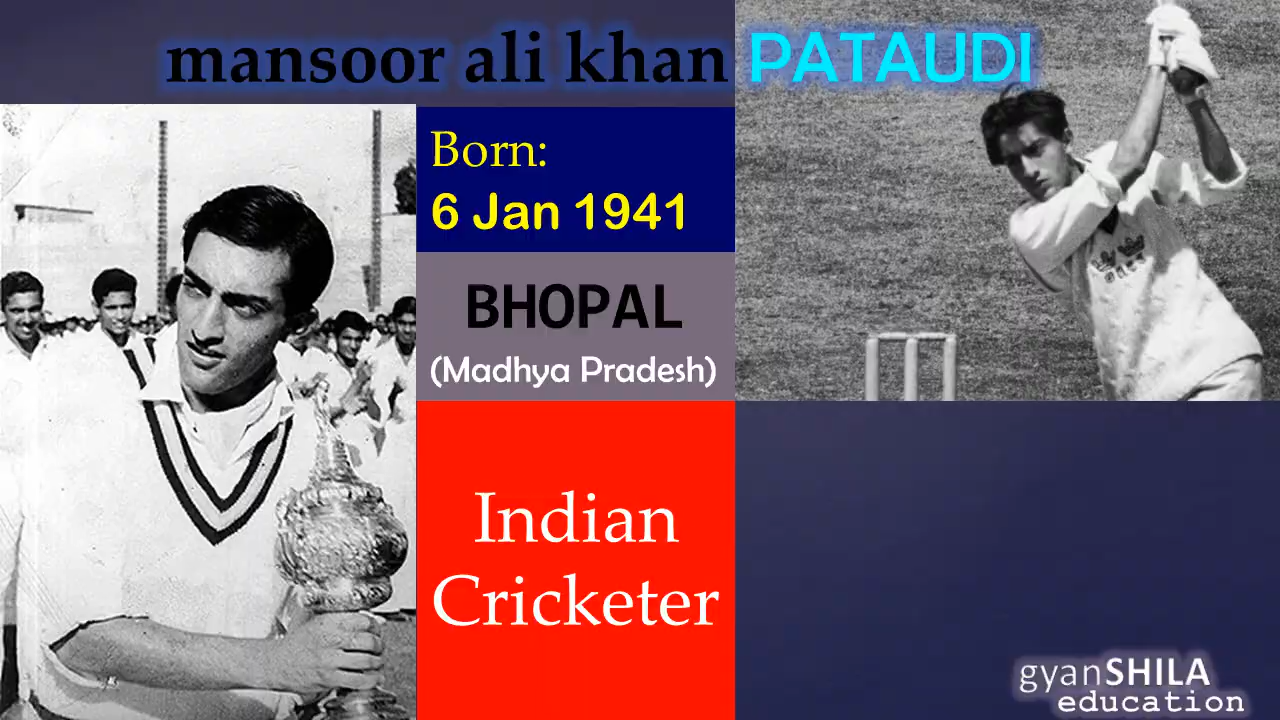 mansoor ali khan PATAUDI
Born:
6 Jan 1941
BHOPAL
(Madhya Pradesh)
Indian
Cricketer
gyanSHILA
education